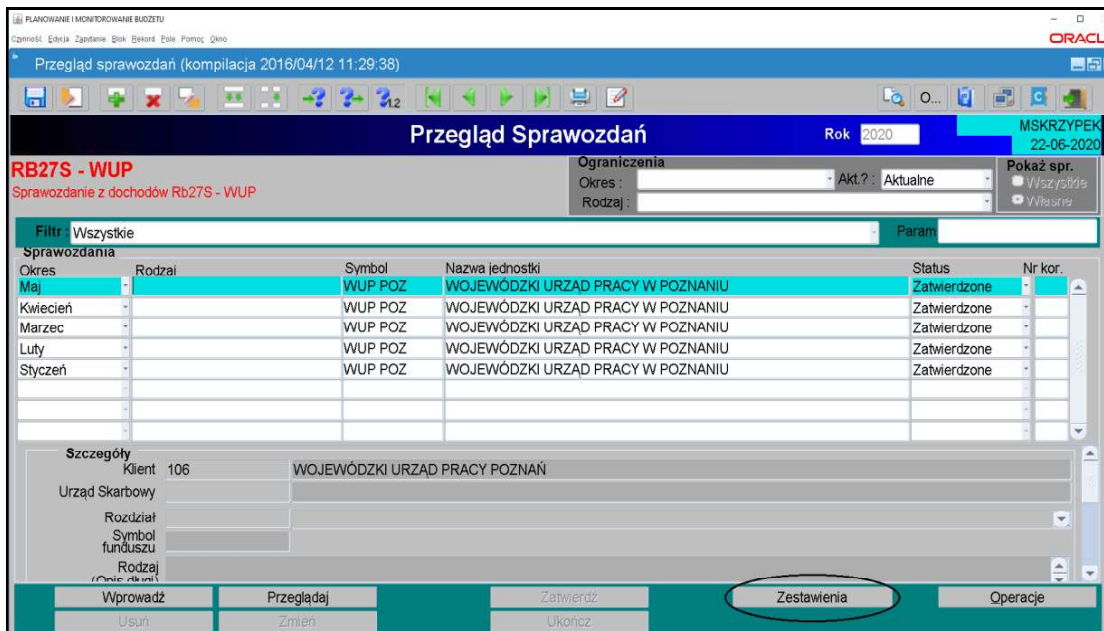 PLANOWANIE I MONITOROWANIE BUDŻETU
Czynność Edycja Zapytanie Blok Rekord Pole Pomoc Okno
ORACL
Przegląd sprawozdań (kompilacja 2016/04/12 11:29:38)
O...
Przegląd Sprawozdań Rok 2020 MSKRZYPEK
22-06-2020
RB27S - WUP
Sprawozdanie z dochodów Rb27S - WUP
Ograniczenia
Okres : Akt.? : Aktualne
Rodzaj :
Pokaż spr.
Wszystkie
Własne
Filtr : Wszystkie Param
Sprawozdania
Okres Rodzaj Symbol Nazwa jednostki Status Nr kor.
Maj WUP POZ WOJEWÓDZKI URZĄD PRACY W POZNANIU Zatwierdzone
Kwiecień WUP POZ WOJEWÓDZKI URZĄD PRACY W POZNANIU Zatwierdzone
Marzec WUP POZ WOJEWÓDZKI URZĄD PRACY W POZNANIU Zatwierdzone
Luty WUP POZ WOJEWÓDZKI URZĄD PRACY W POZNANIU Zatwierdzone
Styczeń WUP POZ WOJEWÓDZKI URZĄD PRACY W POZNANIU Zatwierdzone
Szczegóły
Klient 106 WOJEWÓDZKI URZĄD PRACY POZNAŃ
Urząd Skarbowy
Rozdział
Symbol
funduszu
Rodzaj
(Opis długi)
Wprowadź Przeglądaj Zatwierdź Zestawienia Operacje
Usuń Zmień Ukończ